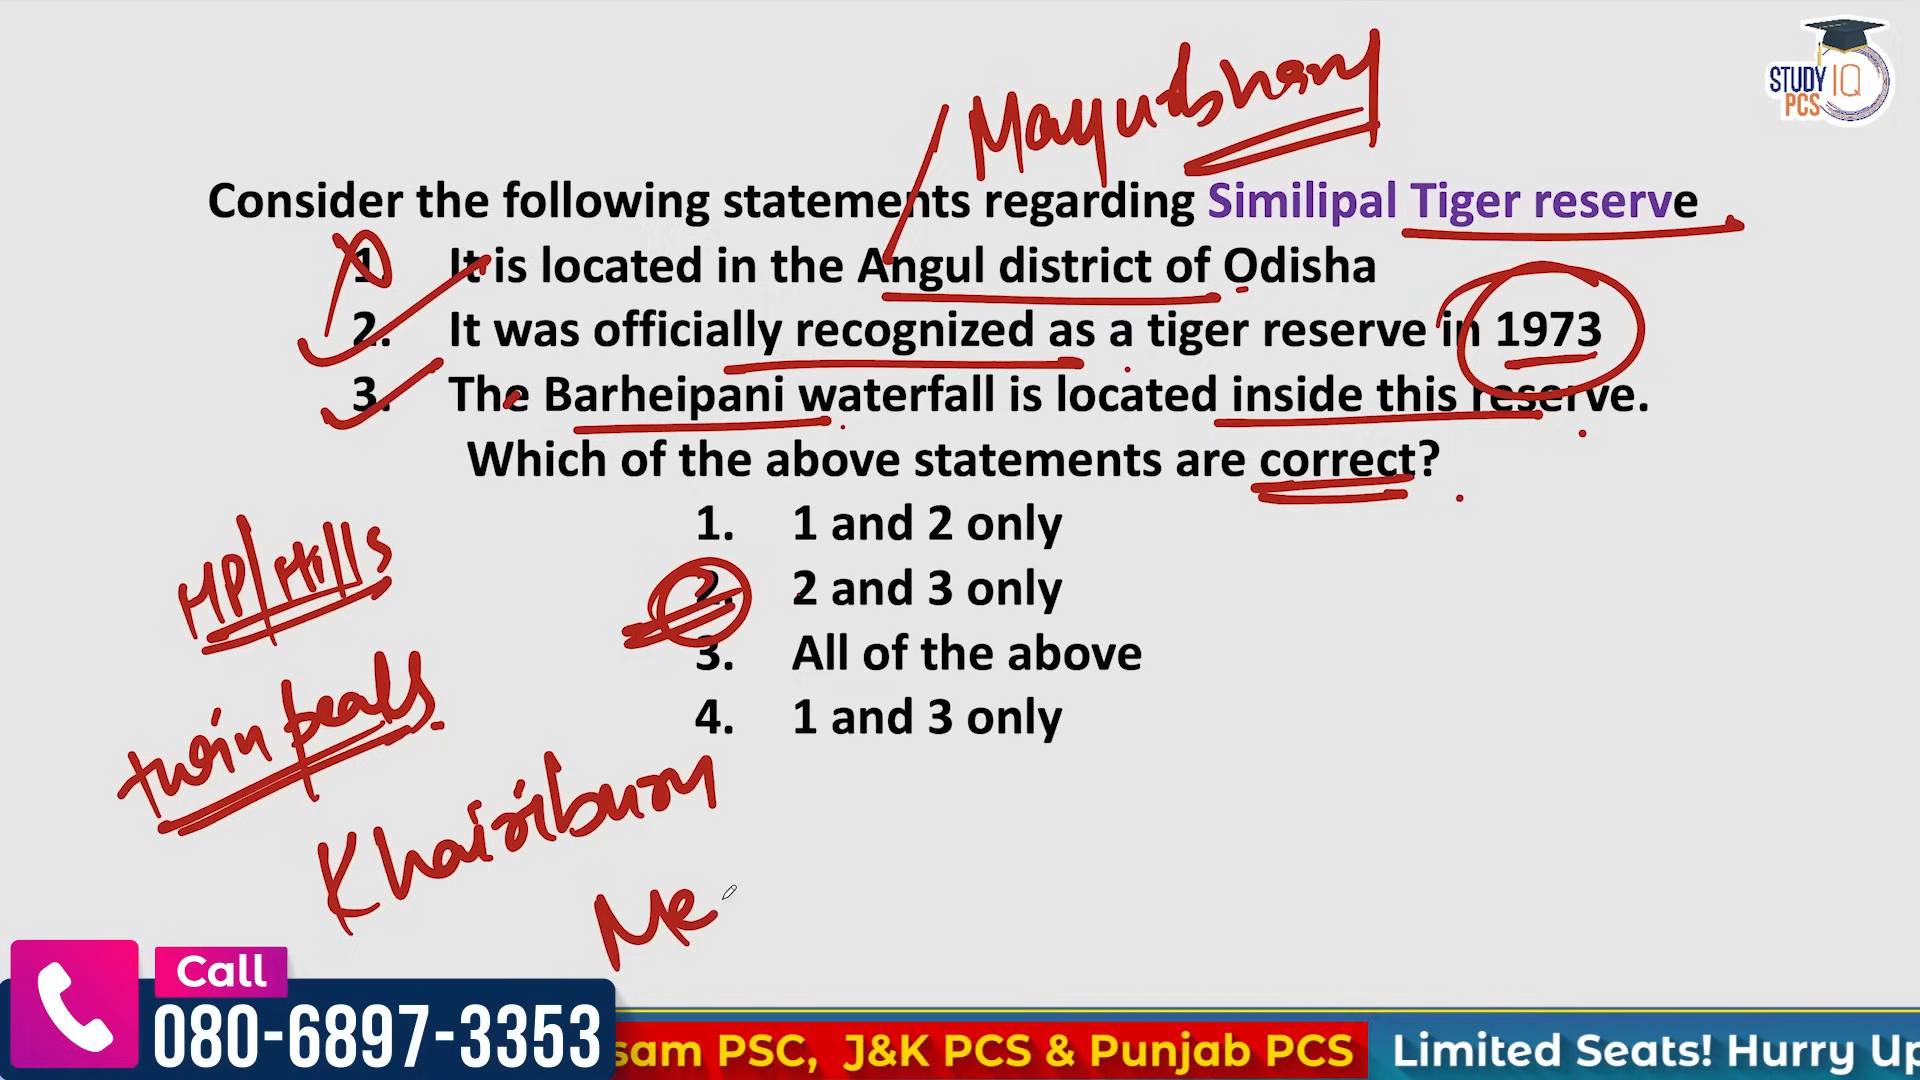 STUDY IQ
PCS
Mayurbhanj
Consider the following statements regarding Similipal Tiger reserve
1. It is located in the Angul district of Odisha
2. It was officially recognized as a tiger reserve in 1973
3. The Barheipani waterfall is located inside this reserve.
Which of the above statements are correct?
1. 1 and 2 only
2. 2 and 3 only
3. All of the above
4. 1 and 3 only
Hills
twin peaks
Khairiburu
Me
Call
080-6897-3353
sam PSC, J&K PCS & Punjab PCS
Limited Seats! Hurry Up